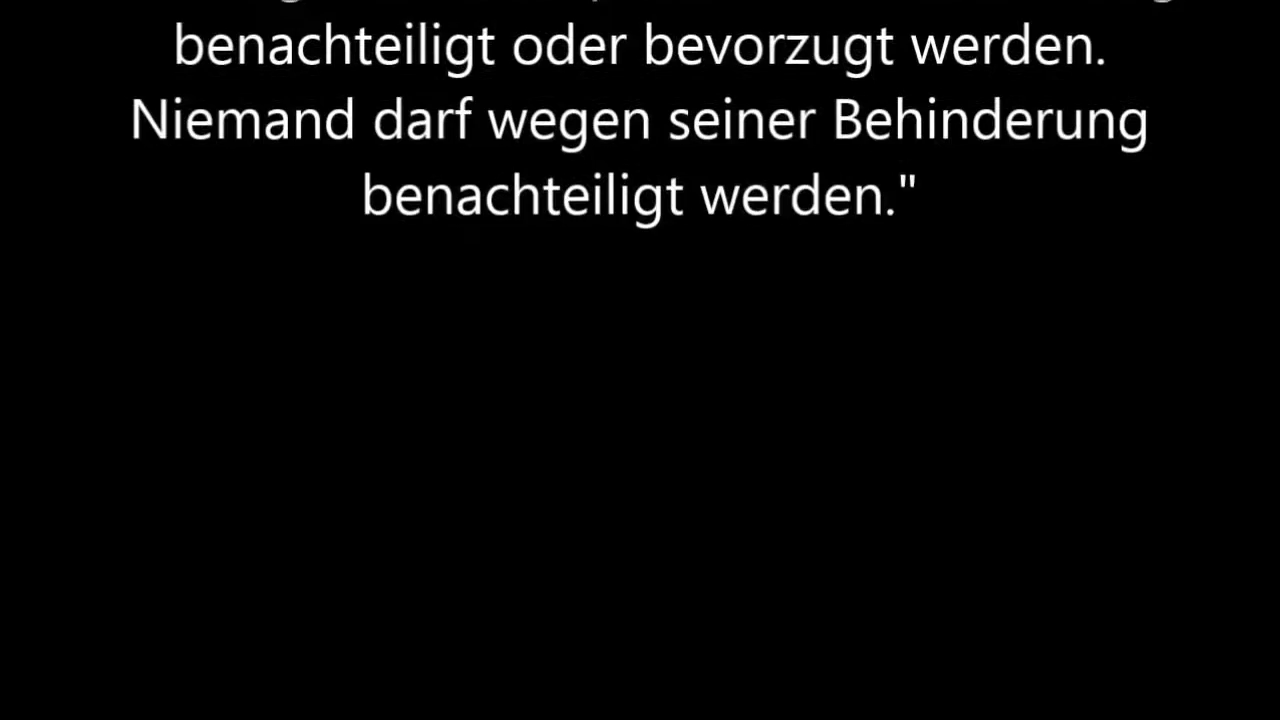 benachteiligt oder bevorzugt werden.
Niemand darf wegen seiner Behinderung
benachteiligt werden."